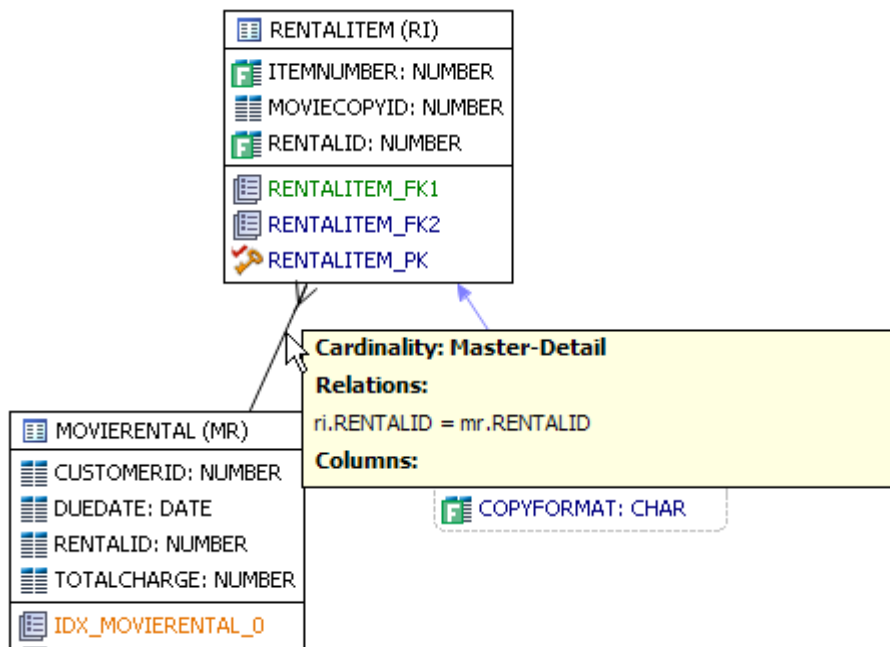 RENTALITEM (RI)
F ITEMNUMBER: NUMBER
MOVIECOPYID: NUMBER
F RENTALID: NUMBER
RENTALITEM_FK1
RENTALITEM_FK2
RENTALITEM_PK
Cardinality: Master-Detail
Relations:
ri.RENTALID = mr.RENTALID
Columns:
MOVIERENTAL (MR)
CUSTOMERID: NUMBER
DUEDATE: DATE
RENTALID: NUMBER
TOTALCHARGE: NUMBER
IDX_MOVIERENTAL_0
F COPYFORMAT: CHAR